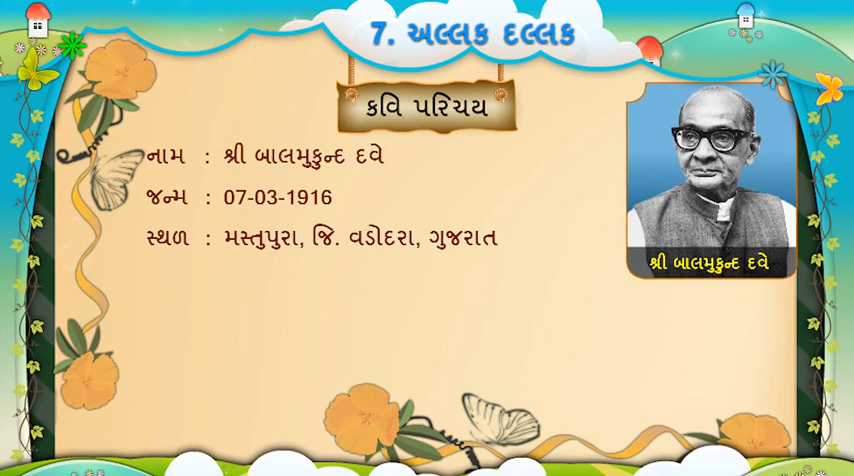 7. અલ્લક દલ્લક
કવિ પરિચય
નામ : શ્રી બાલમુકુન્દ દવે
જન્મ : 07-03-1916
સ્થળ : મસ્તુપુરા, જિ. વડોદરા, ગુજરાત
શ્રી બાલમુકુન્દ દવે